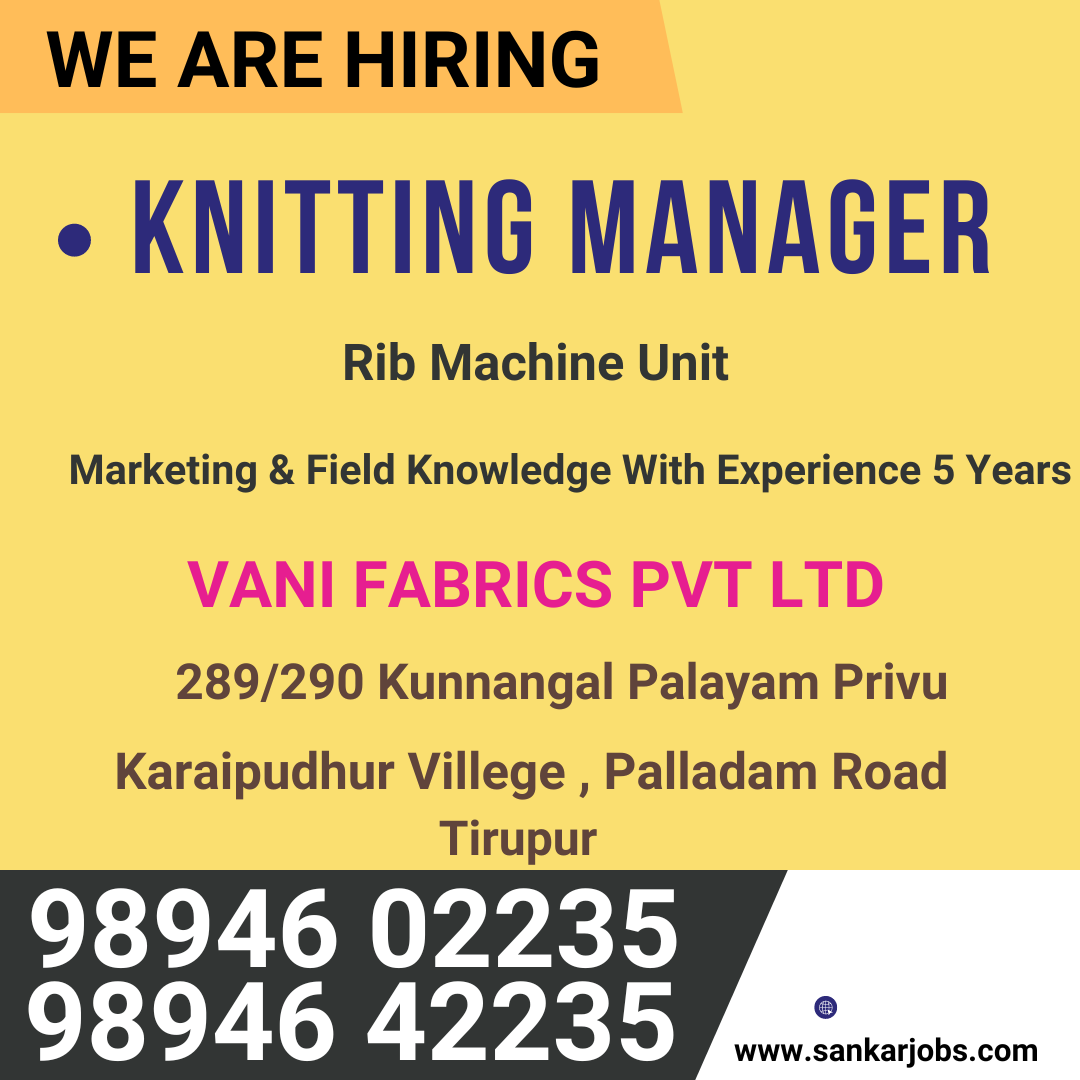 WE ARE HIRING
• KNITTING MANAGER
Rib Machine Unit
Marketing & Field Knowledge With Experience 5 Years
VANI FABRICS PVT LTD
289/290 Kunnangal Palayam Privu
Karaipudhur Villege , Palladam Road
Tirupur
98946 02235
98946 42235
www.sankarjobs.com